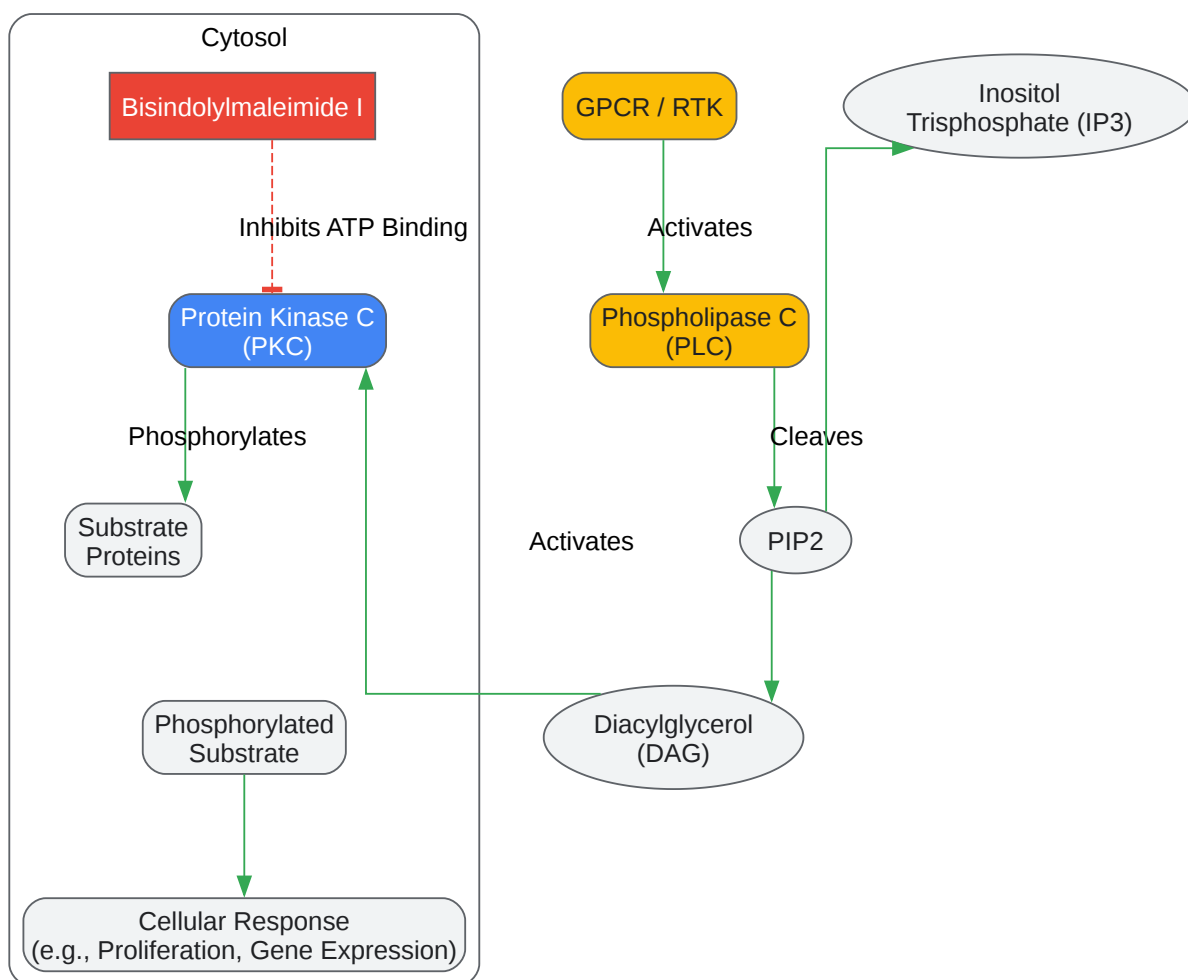 Cytosol
Bisindolylmaleimide I
GPCR / RTK
Inositol
Trisphosphate (IP3)
Inhibits ATP Binding
Activates
Protein Kinase C
(PKC)
Phospholipase C
(PLC)
Phosphorylates
Cleaves
Substrate
Proteins
Activates
PIP2
Phosphorylated
Substrate
Diacylglycerol
(DAG)
Cellular Response
(e.g., Proliferation, Gene Expression)